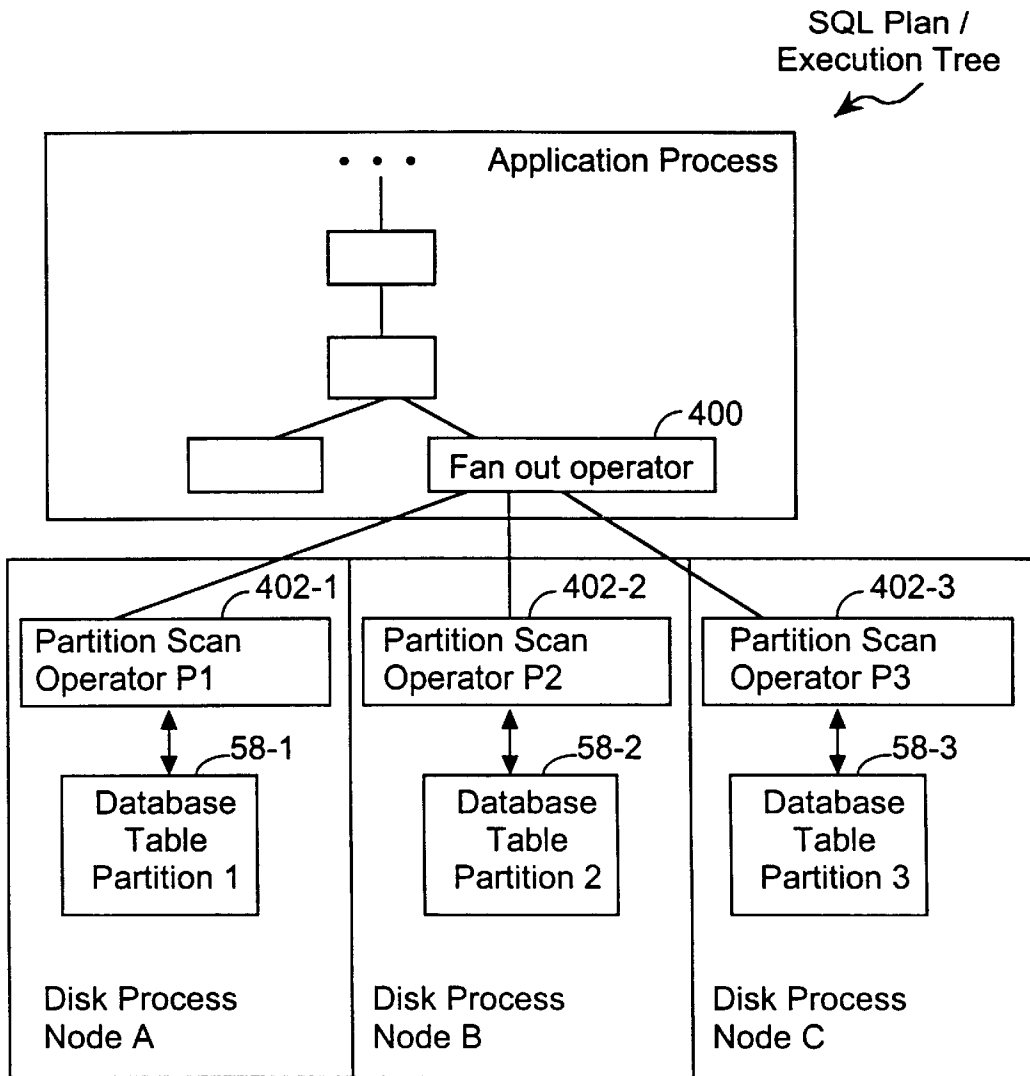 SQL Plan /
Execution Tree
• • •
Application Process
400
Fan out operator
402-1
402-2
402-3
Partition Scan
Operator P1
Partition Scan
Operator P2
Partition Scan
Operator P3
58-1
58-2
58-3
Database
Table
Partition 1
Database
Table
Partition 2
Database
Table
Partition 3
Disk Process
Node A
Disk Process
Node B
Disk Process
Node C